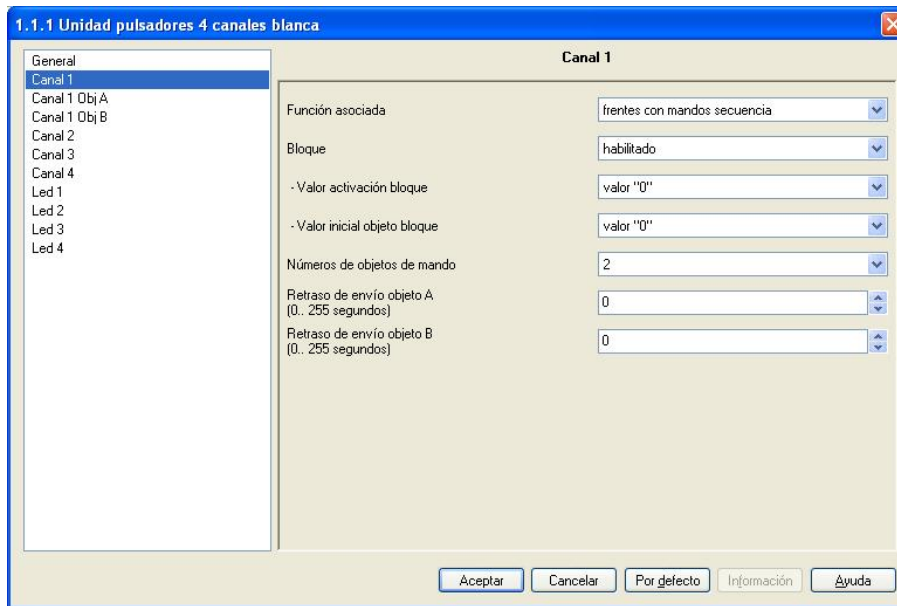 1.1.1 Unidad pulsadores 4 canales blanca
General
Canal 1
Canal 1 Obj A
Canal 1 Obj B
Canal 2
Canal 3
Canal 4
Led 1
Led 2
Led 3
Led 4
Canal 1
Función asociada
frentes con mandos secuencia
Bloque
habilitado
- Valor activación bloque
valor "0"
- Valor inicial objeto bloque
valor "0"
Números de objetos de mando
2
Retraso de envío objeto A
(0.. 255 segundos)
0
Retraso de envío objeto B
(0.. 255 segundos)
0
Aceptar
Cancelar
Por defecto
Información
Ayuda